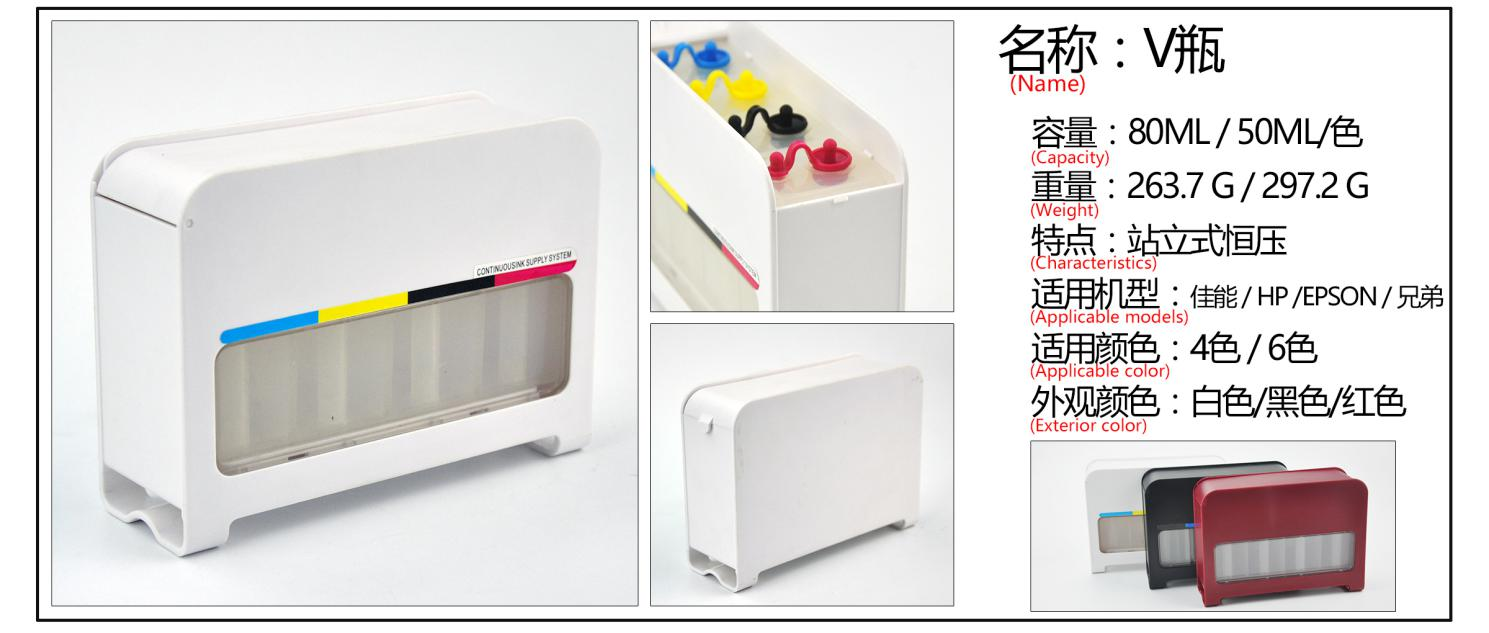 名称：V瓶
(Name)
容量：80ML / 50ML/色
(Capacity)
重量：263.7 G / 297.2 G
(Weight)
特点：站立式恒压
(Characteristics)
适用机型：佳能 / HP /EPSON / 兄弟
(Applicable models)
适用颜色：4色 / 6色
(Applicable color)
外观颜色：白色/黑色/红色
(Exterior color)
CONTINUOUSINK SUPPLY SYSTEM